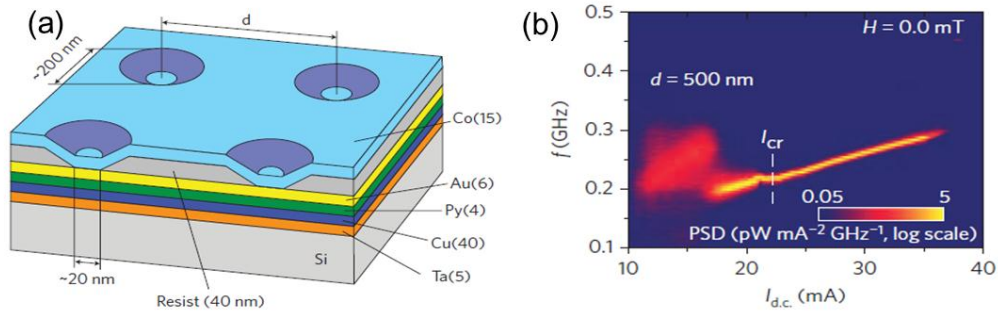 (a)
d
~200 nm
Co(15)
Au(6)
Py(4)
Cu(40)
Ta(5)
Si
~20 nm
Resist (40 nm)
(b)
0.5
H = 0.0 mT
0.4
d = 500 nm
f (GHz)
0.3
Icr
0.2
0.05 5
PSD (pW mA⁻² GHz⁻¹, log scale)
0.1
10 20 30 40
Id.c. (mA)